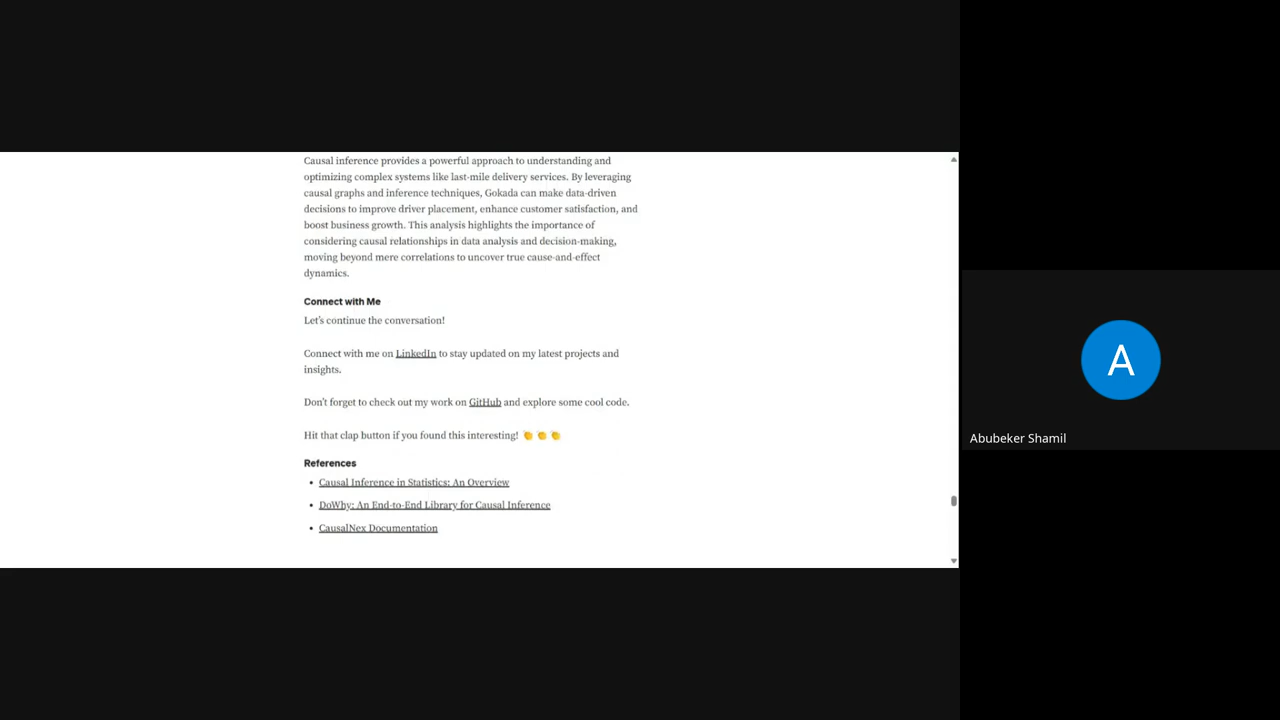 Causal inference provides a powerful approach to understanding and
optimizing complex systems like last-mile delivery services. By leveraging
causal graphs and inference techniques, Gokada can make data-driven
decisions to improve driver placement, enhance customer satisfaction, and
boost business growth. This analysis highlights the importance of
considering causal relationships in data analysis and decision-making,
moving beyond mere correlations to uncover true cause-and-effect
dynamics.
Connect with Me
Let's continue the conversation!
Connect with me on LinkedIn to stay updated on my latest projects and
insights.
Don't forget to check out my work on GitHub and explore some cool code.
Hit that clap button if you found this interesting! 👏 👏 👏
References
• Causal Inference in Statistics: An Overview
• DoWhy: An End-to-End Library for Causal Inference
• CausalNex Documentation
A
Abubeker Shamil